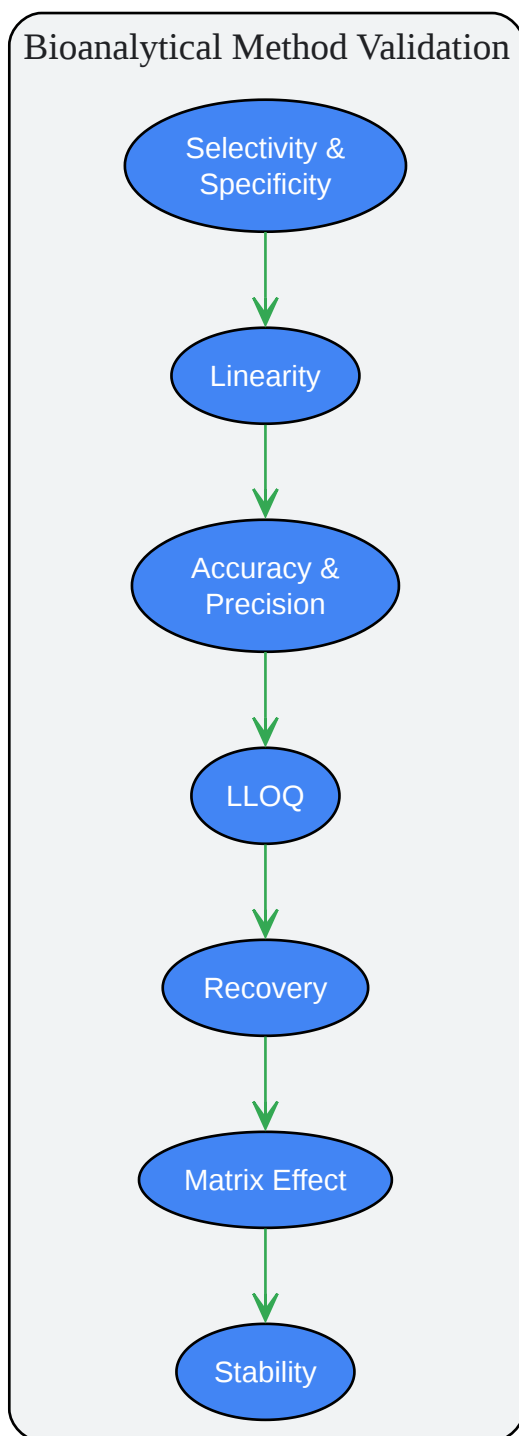 Bioanalytical Method Validation
Selectivity &
Specificity
Linearity
Accuracy &
Precision
LLOQ
Recovery
Matrix Effect
Stability